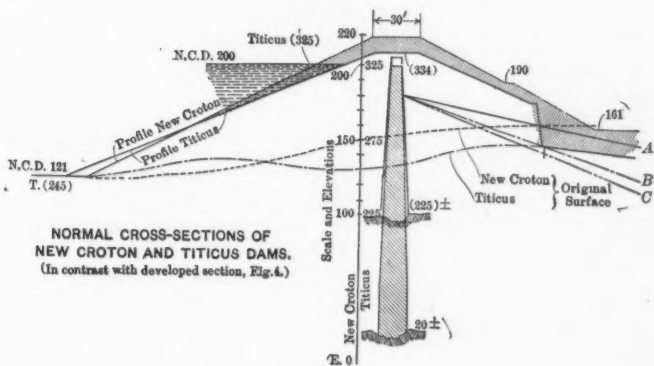 220
30'
Titicus (325)
N.C.D. 200
325
200
(334)
190
161
Profile New Croton
Profile Titicus
150
275
A
N.C.D. 121
T. (245)
New Croton
Titicus
Original
Surface
B
C
Scale and Elevations
100
225
(225)±
NORMAL CROSS-SECTIONS OF
NEW CROTON AND TITICUS DAMS.
(In contrast with developed section, Fig.4.)
New Croton
Titicus
20±
E. 0